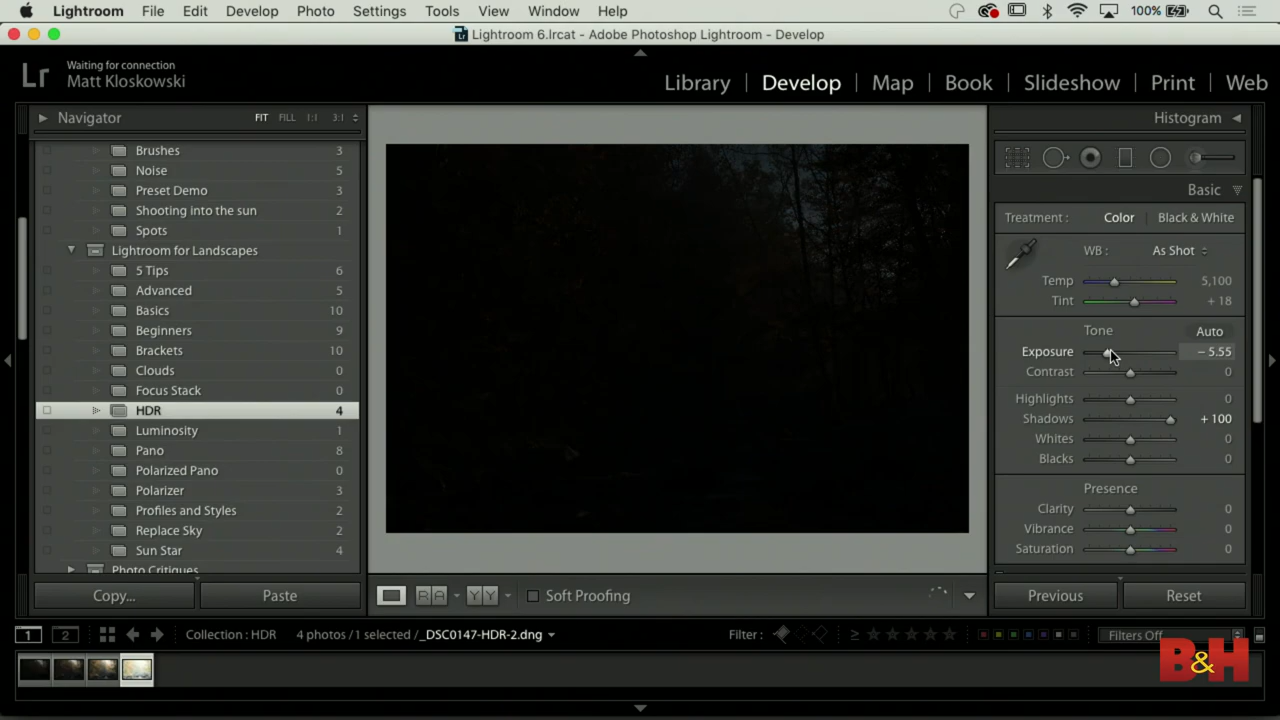 Lightroom File Edit Develop Photo Settings Tools View Window Help 100%
Lr Lightroom 6.lrcat - Adobe Photoshop Lightroom - Develop
Lr
Waiting for connection
Matt Kloskowski
Library | Develop | Map | Book | Slideshow | Print | Web
Navigator FIT FILL 1:1 3:1
Brushes 3
Noise 5
Preset Demo 3
Shooting into the sun 2
Spots 1
Lightroom for Landscapes
5 Tips 6
Advanced 5
Basics 10
Beginners 9
Brackets 10
Clouds 0
Focus Stack 0
HDR 4
Luminosity 1
Pano 8
Polarized Pano 0
Polarizer 3
Profiles and Styles 2
Replace Sky 2
Sun Star 4
Photo Critiques
Copy... Paste
R A Y Y Soft Proofing
Histogram
Basic
Treatment : Color Black & White
WB : As Shot
Temp 5,100
Tint + 18
Tone Auto
Exposure – 5.55
Contrast 0
Highlights 0
Shadows + 100
Whites 0
Blacks 0
Presence
Clarity 0
Vibrance 0
Saturation 0
Previous Reset
1 2 Collection : HDR 4 photos / 1 selected / _DSC0147-HDR-2.dng Filter : ≥ Filters Off
B&H